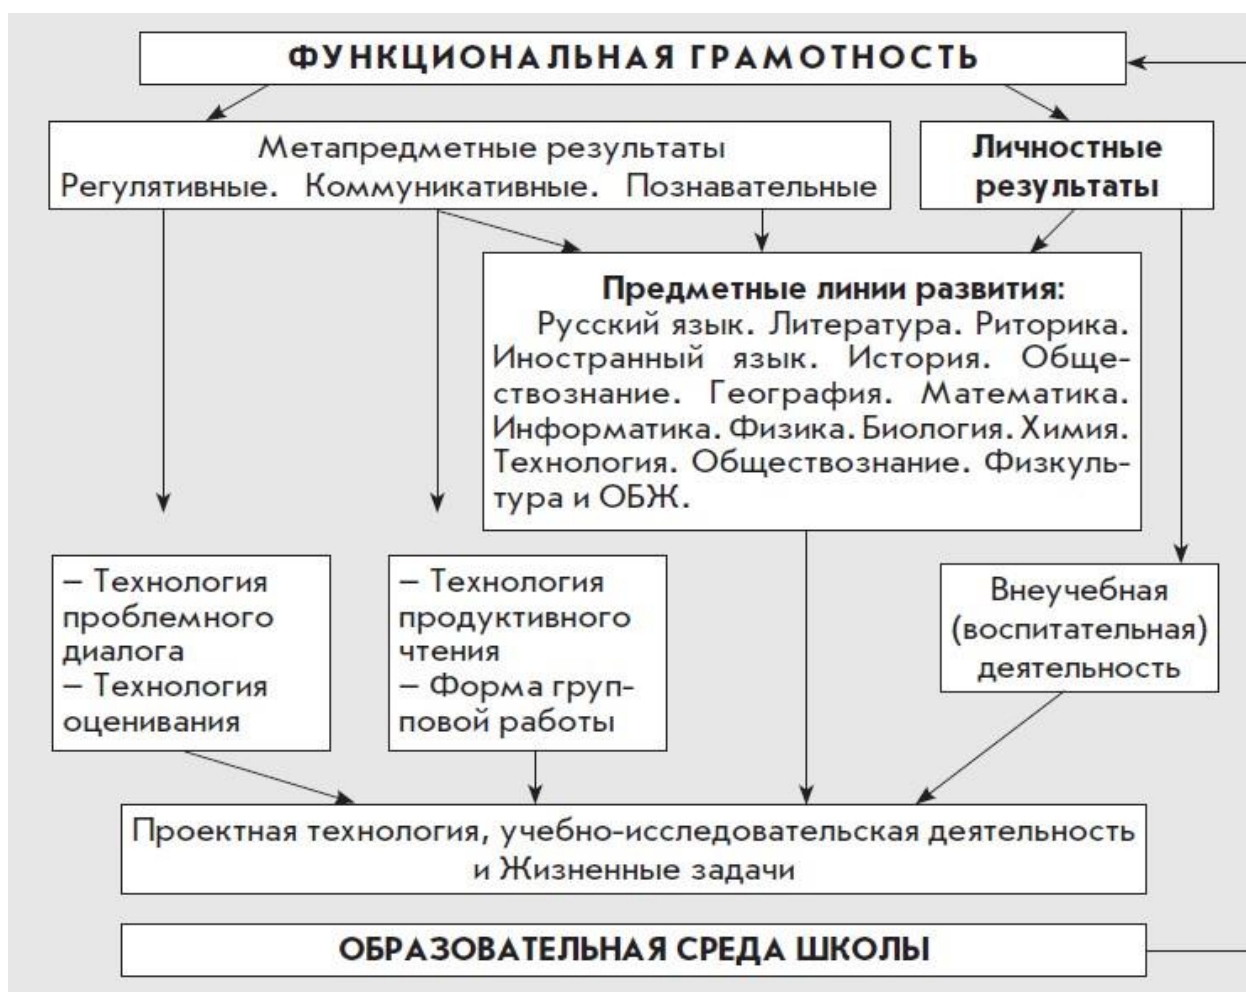 ФУНКЦИОНАЛЬНАЯ ГРАМОТНОСТЬ
Метапредметные результаты
Регулятивные. Коммуникативные. Познавательные
Личностные
результаты
Предметные линии развития:
Русский язык. Литература. Риторика.
Иностранный язык. История. Обще-
ствознание. География. Математика.
Информатика. Физика. Биология. Химия.
Технология. Обществознание. Физкуль-
тура и ОБЖ.
– Технология
проблемного
диалога
– Технология
оценивания
– Технология
продуктивного
чтения
– Форма груп-
повой работы
Внеучебная
(воспитательная)
деятельность
Проектная технология, учебно-исследовательская деятельность
и Жизненные задачи
ОБРАЗОВАТЕЛЬНАЯ СРЕДА ШКОЛЫ